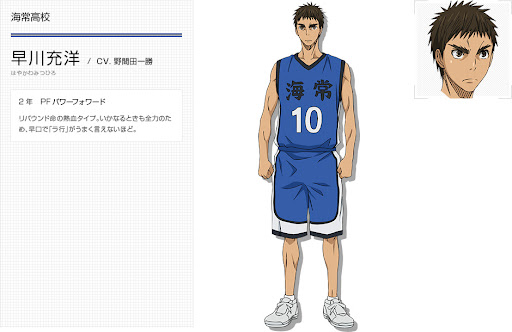 海常高校
早川充洋 / CV. 野間田一勝
はやかわみつひろ
2 年 PF パワーフォワード
リバウンド命の熱血タイプ。いかなるときも全力のた
め、早口で「ラ行」がうまく言えないほど。
海常
10